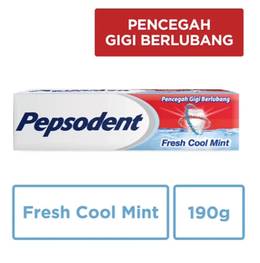 PENCEGAH
GIGI BERLUBANG
Pencegah Gigi Berlubang
Pepsodent
Fresh Cool Mint
Fresh Cool Mint
190g